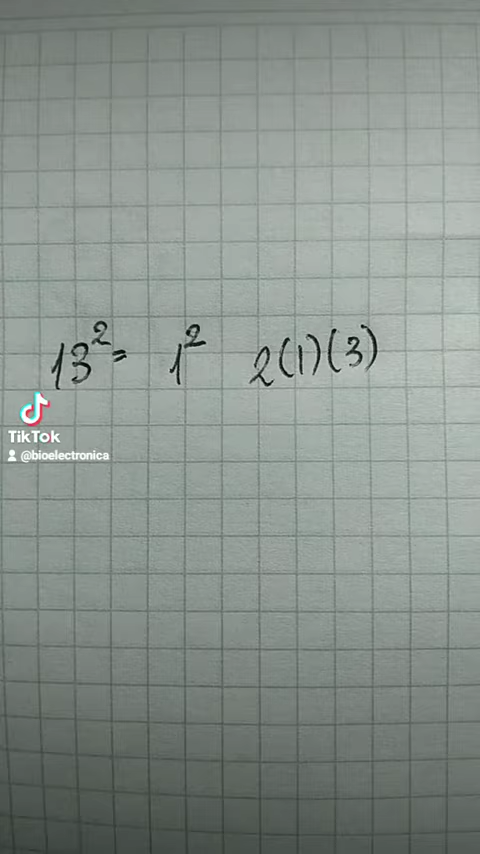 13²= 1² 2(1)(3)
TikTok
@bioelectronica